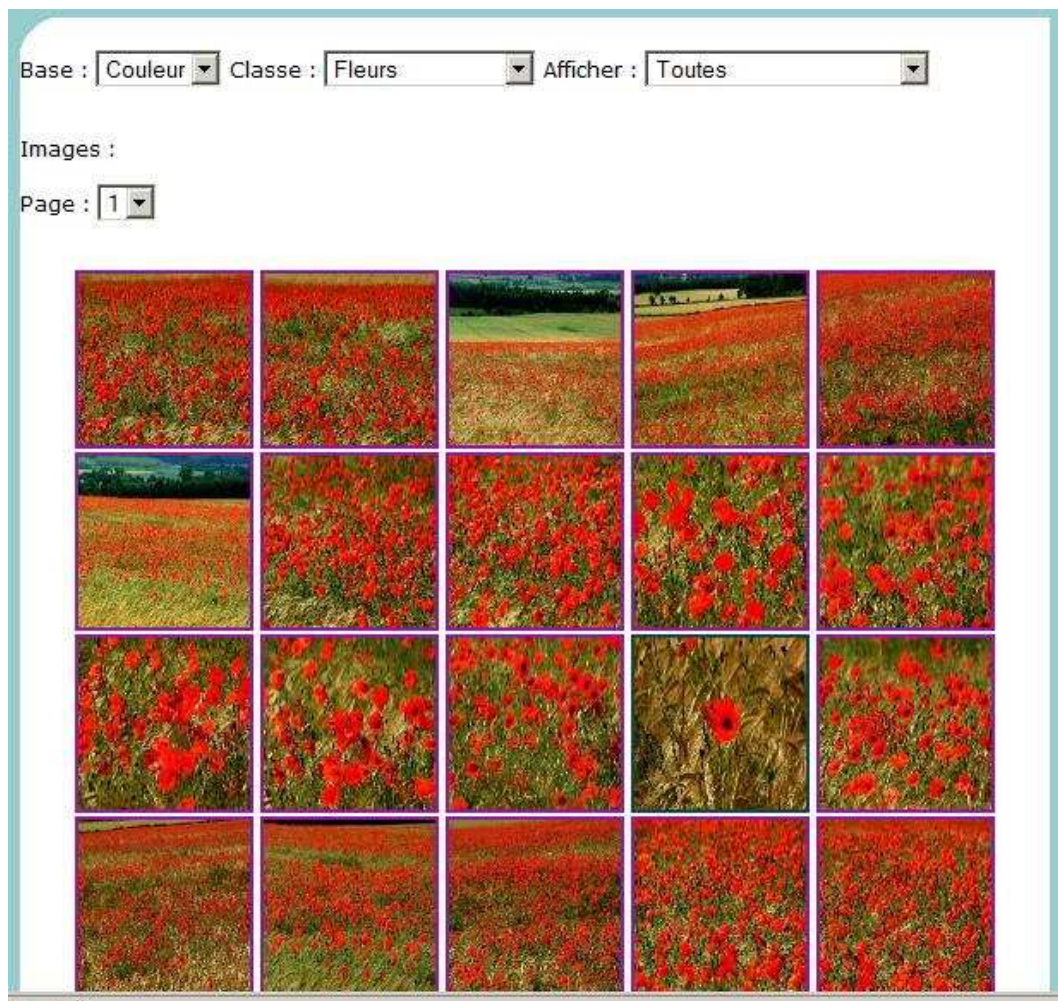 Base : Couleur Classe : Fleurs Afficher : Toutes
Images :
Page : 1